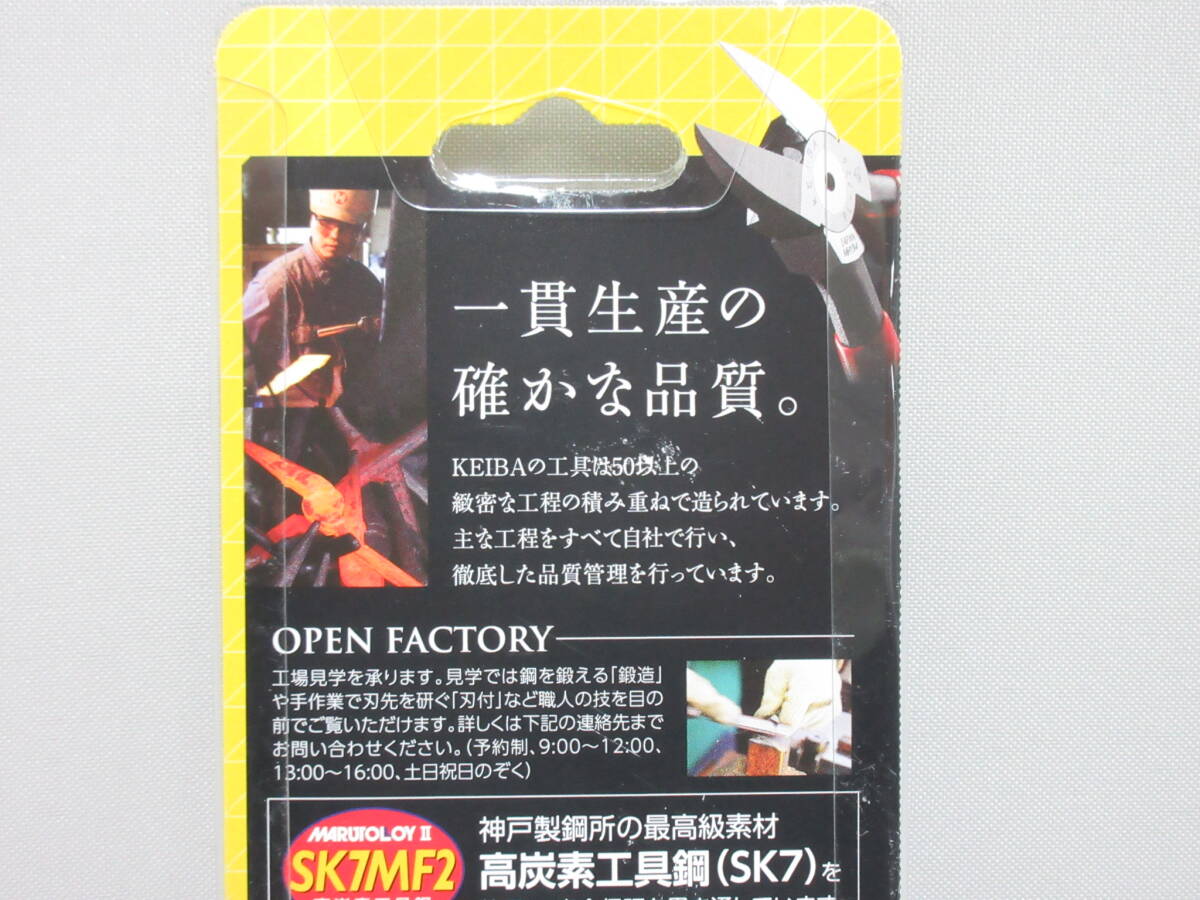 一貫生産の
確かな品質。
KEIBAの工具は50以上の
緻密な工程の積み重ねで造られています。
主な工程をすべて自社で行い、
徹底した品質管理を行っています。
OPEN FACTORY
工場見学を承ります。見学では鋼を鍛える「鍛造」
や手作業で刃先を研ぐ「刃付」など職人の技を目の
前でご覧いただけます。詳しくは下記の連絡先まで
お問い合わせください。(予約制、9:00〜12:00、
13:00〜16:00、土日祝日のぞく)
MARUTOLOY II
SK7MF2
神戸製鋼所の最高級素材
高炭素工具鋼(SK7)を